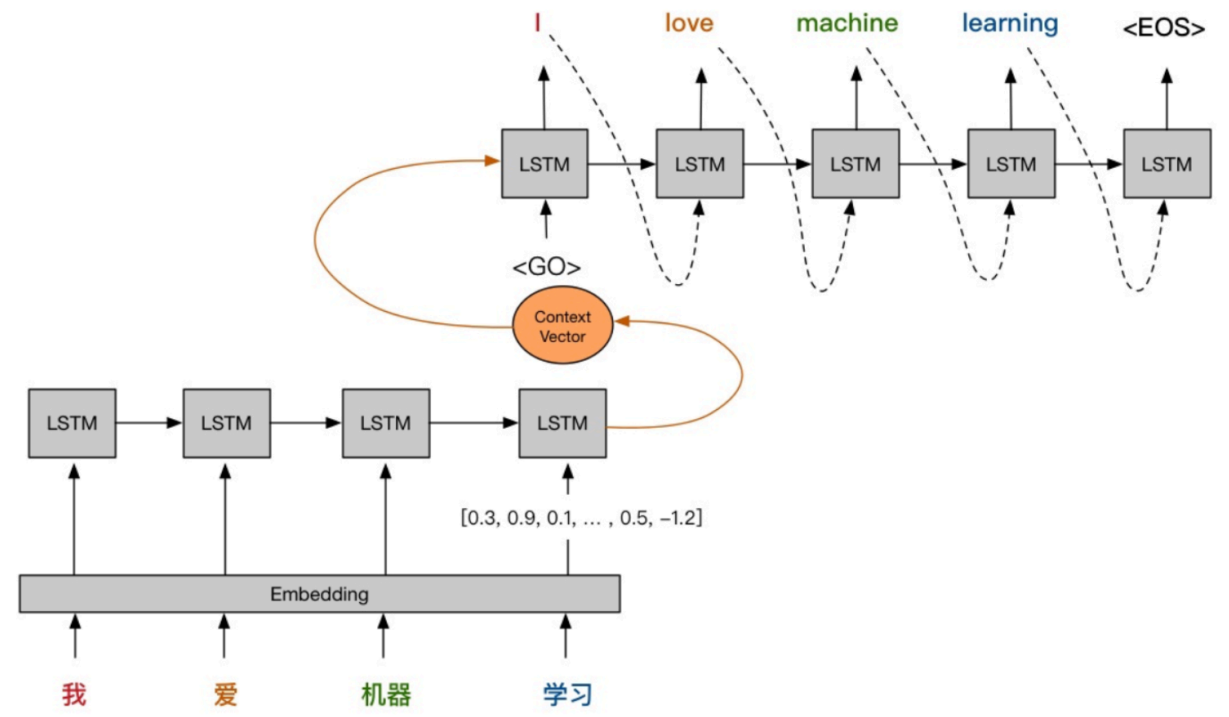 I love machine learning <EOS>
LSTM LSTM LSTM LSTM LSTM
<GO>
Context
Vector
LSTM LSTM LSTM LSTM
[0.3, 0.9, 0.1, ... , 0.5, −1.2]
Embedding
我 爱 机器 学习